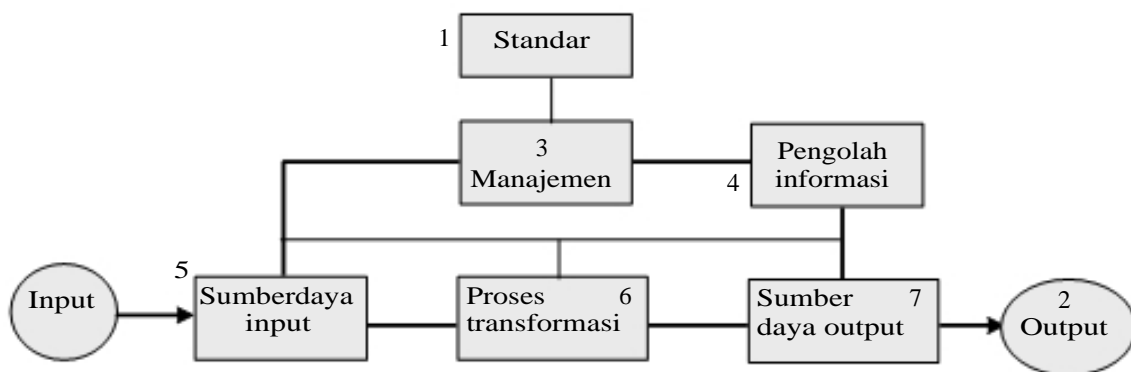 1 Standar
3
Manajemen
Pengolah
4 informasi
5
Input
Sumberdaya
input
Proses 6
transformasi
Sumber 7
daya output
2
Output